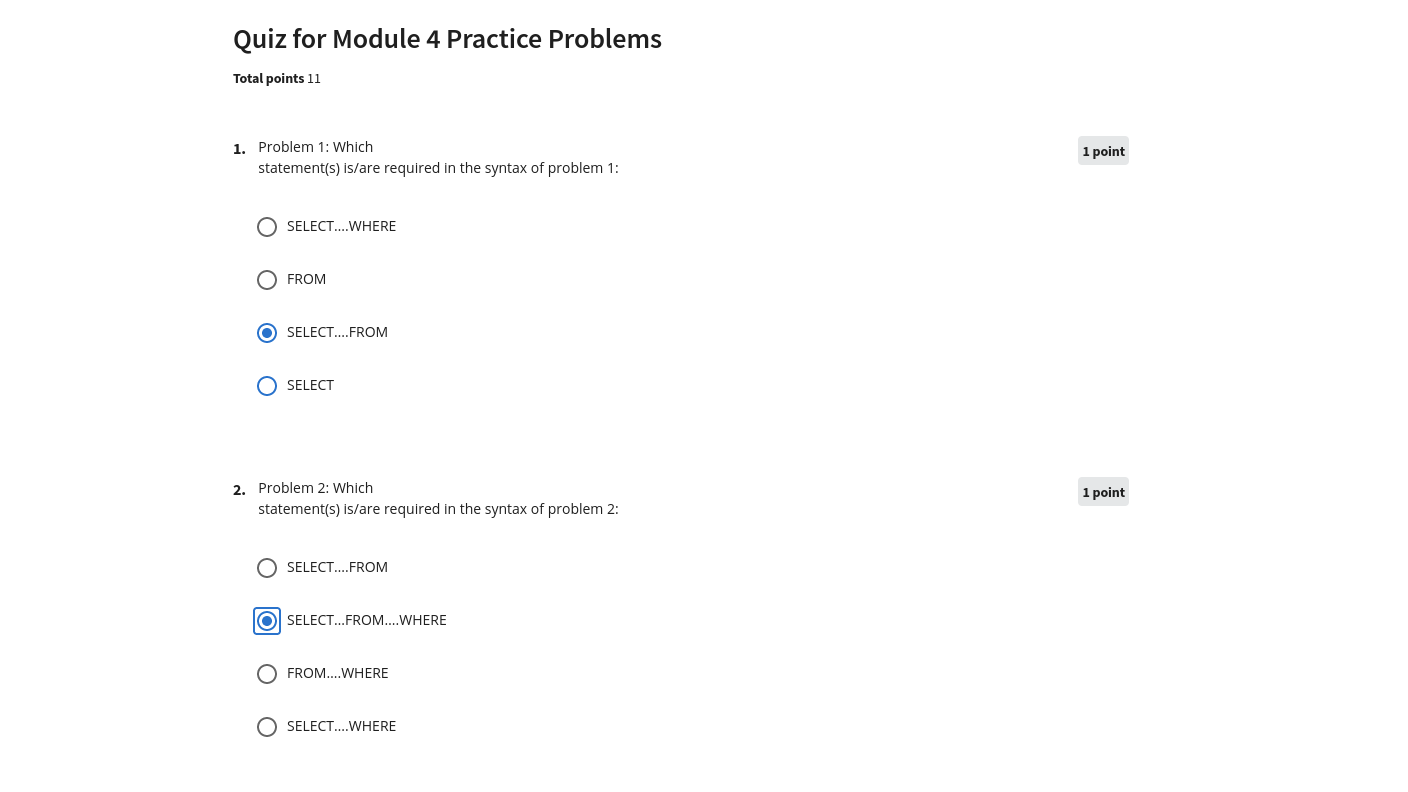 Quiz for Module 4 Practice Problems
Total points 11
1. Problem 1: Which
statement(s) is/are required in the syntax of problem 1:
1 point
SELECT....WHERE
FROM
SELECT....FROM
SELECT
2. Problem 2: Which
statement(s) is/are required in the syntax of problem 2:
1 point
SELECT....FROM
SELECT...FROM....WHERE
FROM....WHERE
SELECT....WHERE